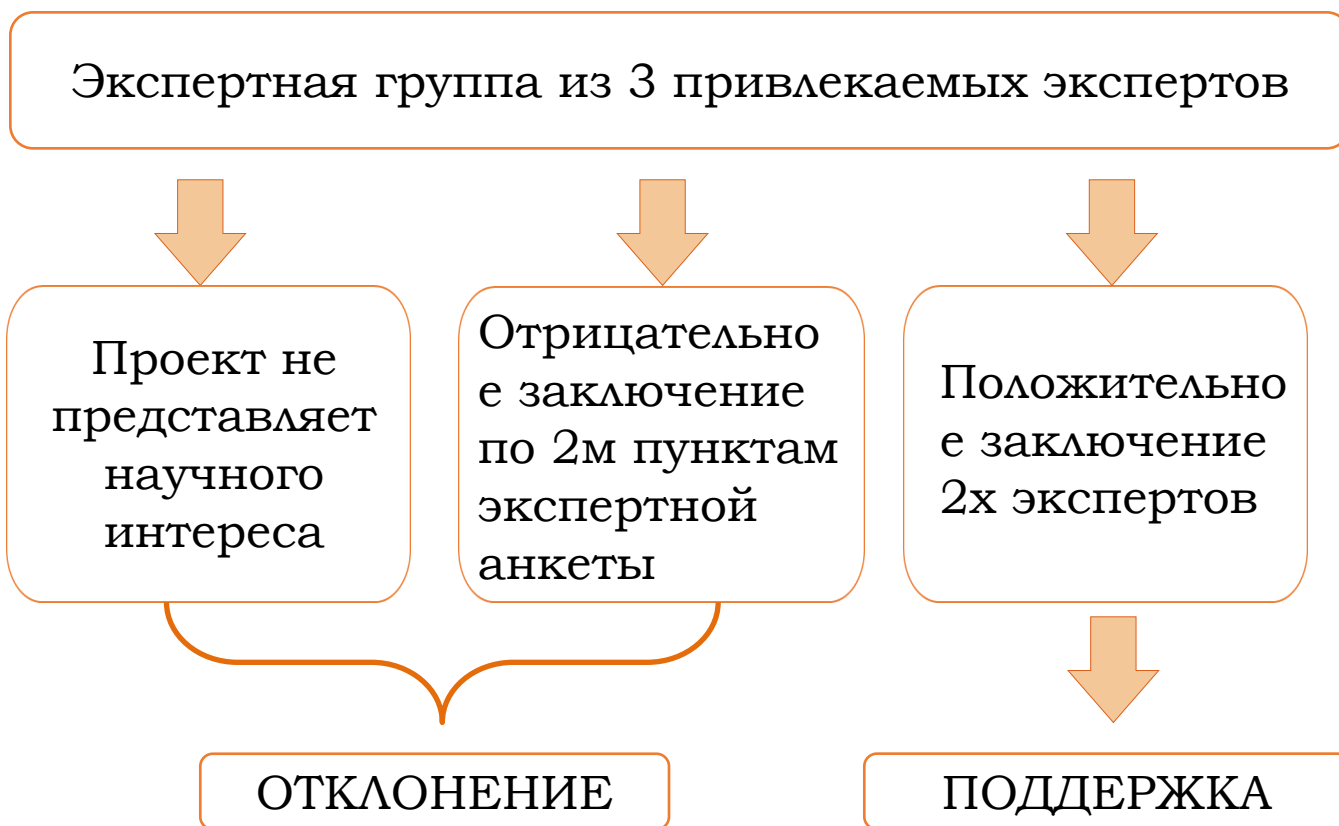 Экспертная группа из 3 привлекаемых экспертов
Проект не
представляет
научного
интереса
Отрицательно
е заключение
по 2м пунктам
экспертной
анкеты
Положительно
е заключение
2х экспертов
ОТКЛОНЕНИЕ
ПОДДЕРЖКА